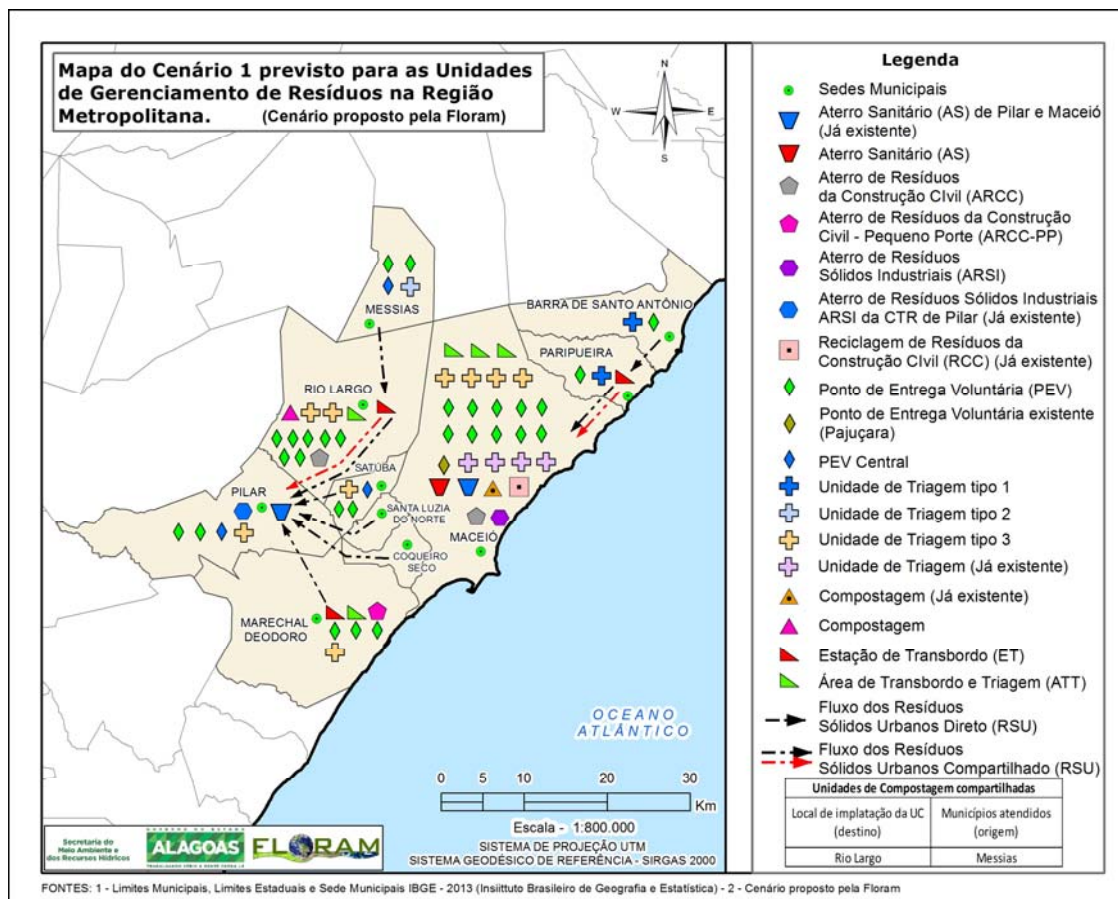 Mapa do Cenário 1 previsto para as Unidades
de Gerenciamento de Resíduos na Região
Metropolitana. (Cenário proposto pela Floram)
N
W
E
S
MESSIAS
BARRA DE SANTO ANTÔNIO
PARIPUEIRA
RIO LARGO
SATUBA
PILAR
SANTA LUZIA
DO NORTE
MACEIÓ
COQUEIRO
SECO
MARECHAL
DEODORO
OCEANO
ATLÂNTICO
0 5 10 20 30
Km
Escala - 1:800.000
SISTEMA DE PROJEÇÃO UTM
SISTEMA GEODÉSICO DE REFERÊNCIA - SIRGAS 2000
Secretaria de
Meio Ambiente e
dos Recursos Hídricos
GOVERNO DO ESTADO
ALAGOAS
FLORAM
Legenda
Sedes Municipais
Aterro Sanitário (AS) de Pilar e Maceió
(Já existente)
Aterro Sanitário (AS)
Aterro de Resíduos
da Construção CIvil (ARCC)
Aterro de Resíduos da Construção
Civil - Pequeno Porte (ARCC-PP)
Aterro de Resíduos
Sólidos Industriais (ARSI)
Aterro de Resíduos Sólidos Industriais
ARSI da CTR de Pilar (Já existente)
Reciclagem de Resíduos da
Construção CIvil (RCC) (Já existente)
Ponto de Entrega Voluntária (PEV)
Ponto de Entrega Voluntária existente
(Pajuçara)
PEV Central
Unidade de Triagem tipo 1
Unidade de Triagem tipo 2
Unidade de Triagem tipo 3
Unidade de Triagem (Já existente)
Compostagem (Já existente)
Compostagem
Estação de Transbordo (ET)
Área de Transbordo e Triagem (ATT)
Fluxo dos Resíduos
Sólidos Urbanos Direto (RSU)
Fluxo dos Resíduos
Sólidos Urbanos Compartilhado (RSU)
Unidades de Compostagem compartilhadas
Local de implatação da UC
(destino)
Municípios atendidos
(origem)
Rio Largo
Messias
FONTES: 1 - Limites Municipais, Limites Estaduais e Sede Municipais IBGE - 2013 (Insiituto Brasileiro de Geografia e Estatística) - 2 - Cenário proposto pela Floram